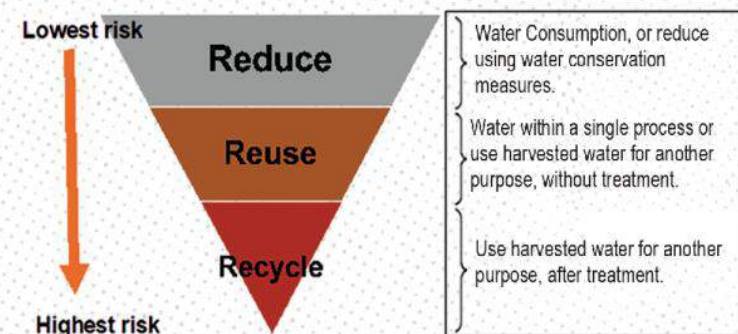 Lowest risk
Reduce
Water Consumption, or reduce
using water conservation
measures.
Reuse
Water within a single process or
use harvested water for another
purpose, without treatment.
Recycle
Use harvested water for another
purpose, after treatment.
Highest risk